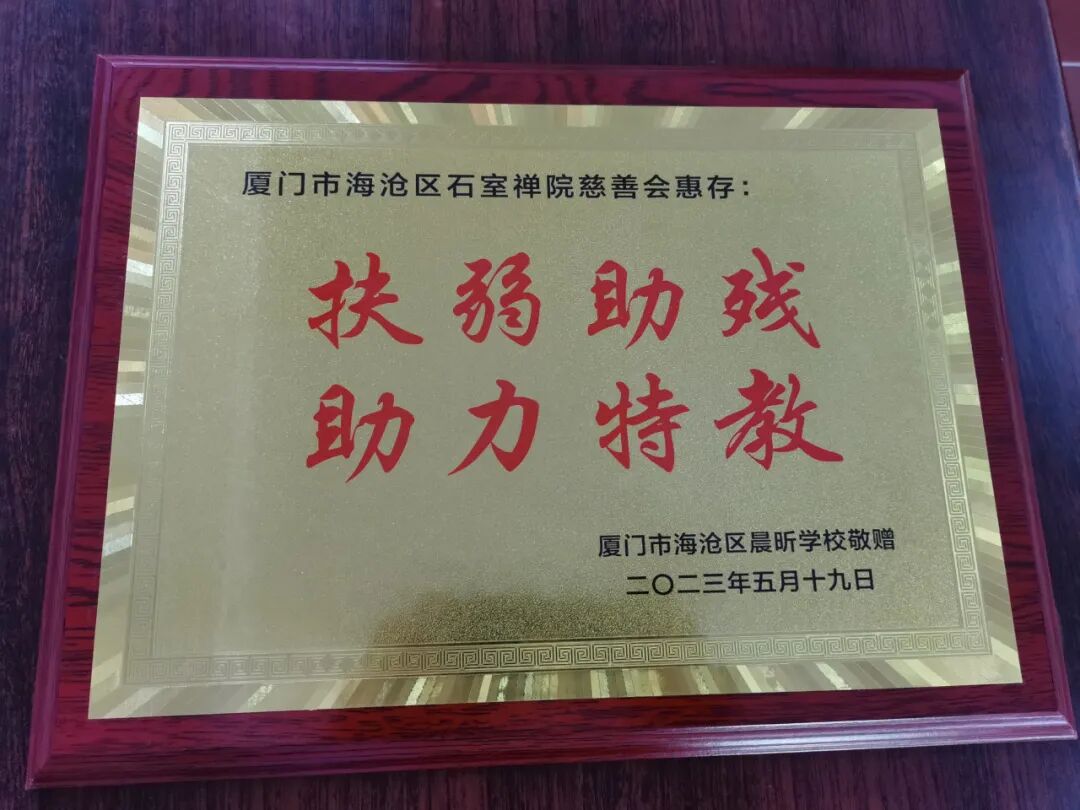 厦门市海沧区石室禅院慈善会惠存：
扶弱助残
助力特教
厦门市海沧区晨昕学校敬赠
二〇二三年五月十九日